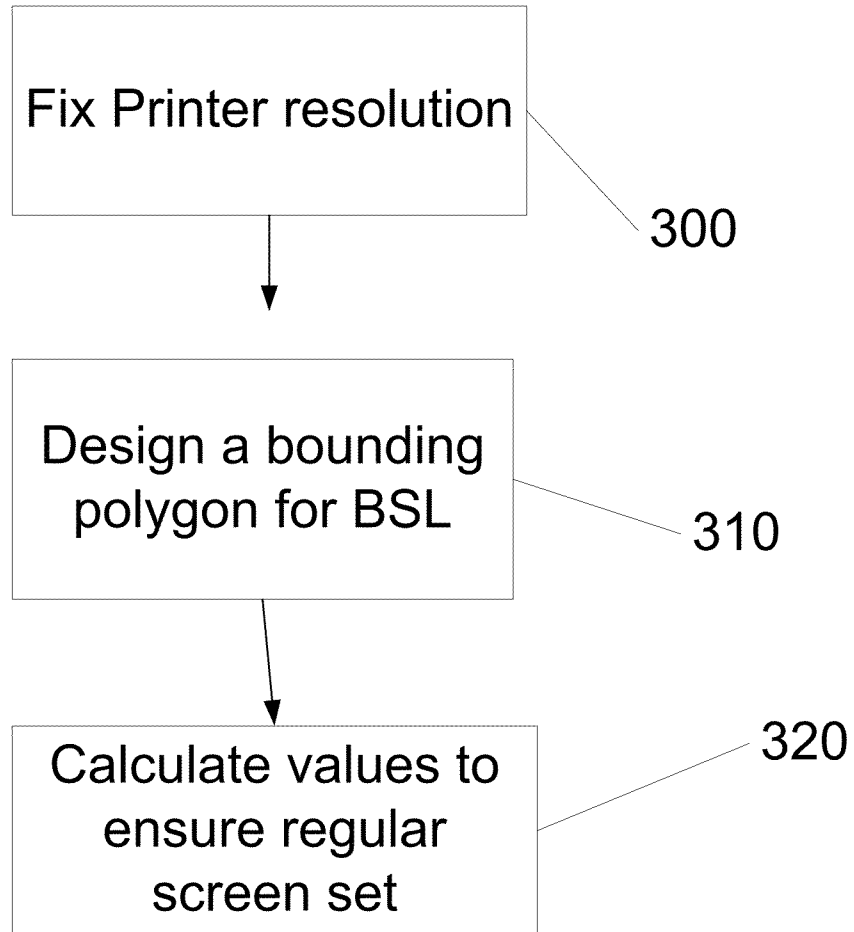 Fix Printer resolution
300
Design a bounding
polygon for BSL
310
Calculate values to
ensure regular
screen set
320